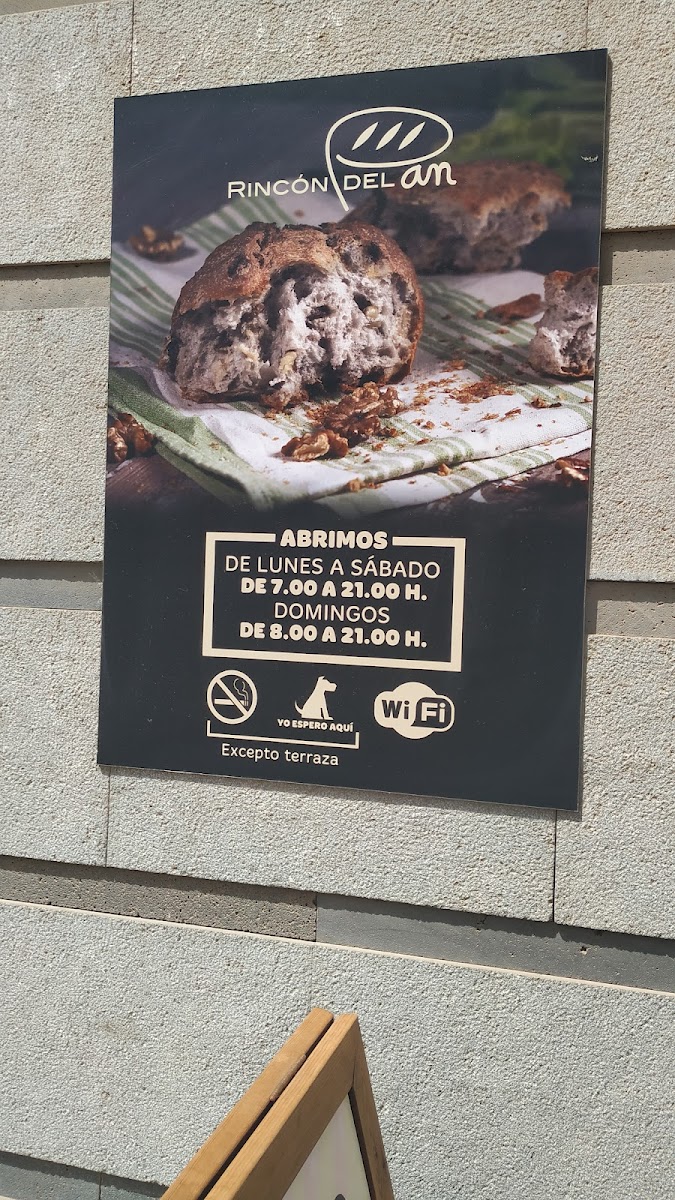 RINCÓN DEL pan
ABRIMOS
DE LUNES A SÁBADO
DE 7.00 A 21.00 H.
DOMINGOS
DE 8.00 A 21.00 H.
YO ESPERO AQUÍ
WiFi
Excepto terraza